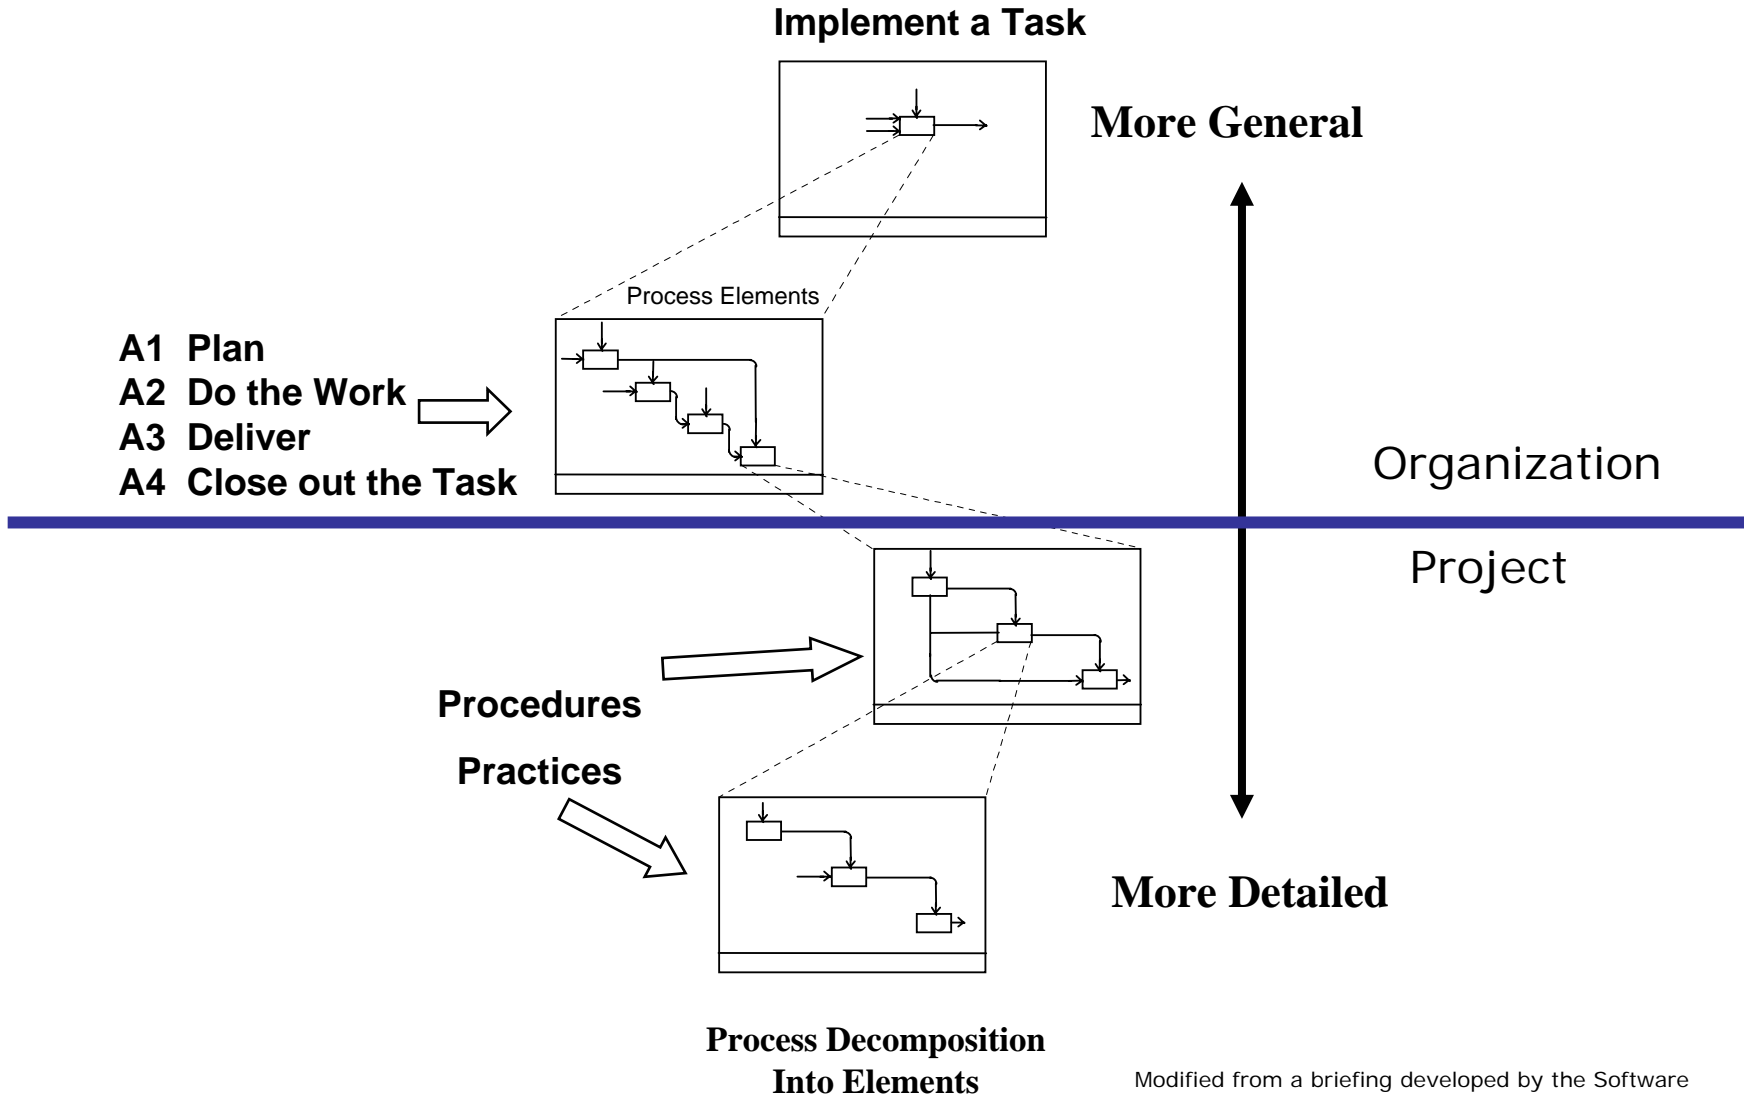 Implement a Task
More General
Process Elements
A1 Plan
A2 Do the Work
A3 Deliver
A4 Close out the Task
Organization
Project
Procedures
Practices
More Detailed
Process Decomposition
Into Elements
Modified from a briefing developed by the Software